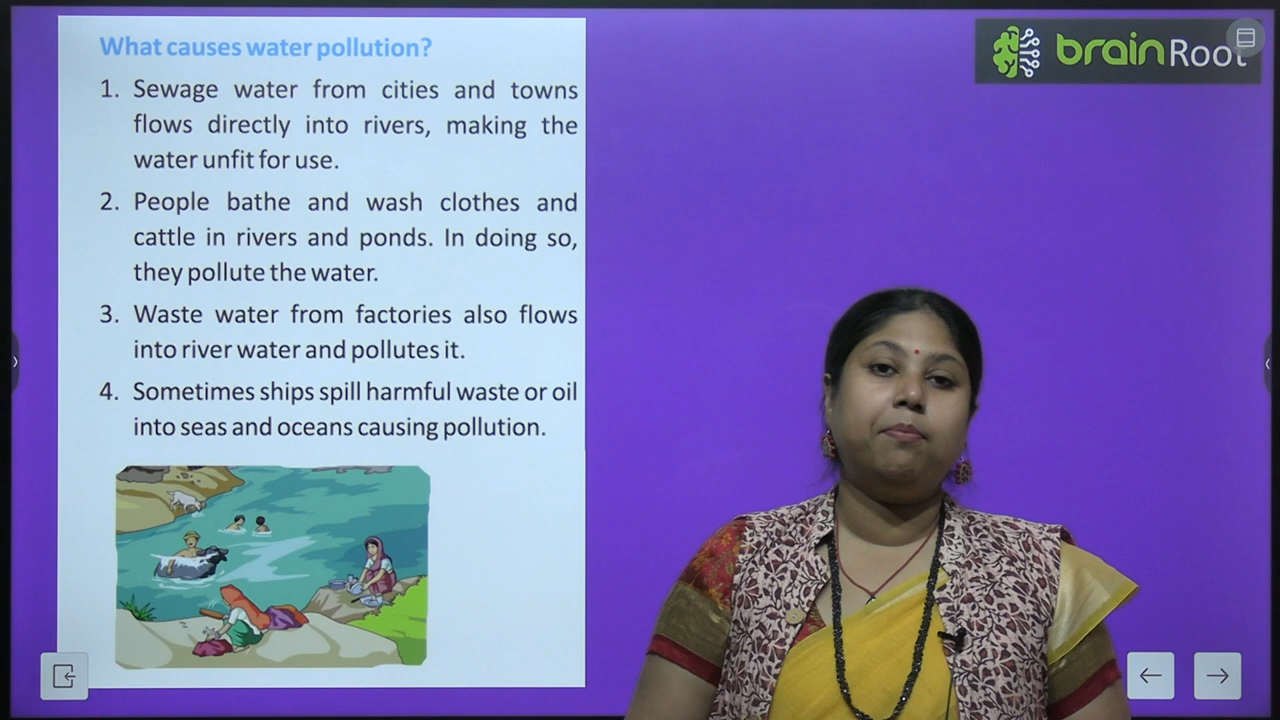 What causes water pollution?
brainRoot
1. Sewage water from cities and towns
flows directly into rivers, making the
water unfit for use.
2. People bathe and wash clothes and
cattle in rivers and ponds. In doing so,
they pollute the water.
3. Waste water from factories also flows
into river water and pollutes it.
4. Sometimes ships spill harmful waste or oil
into seas and oceans causing pollution.